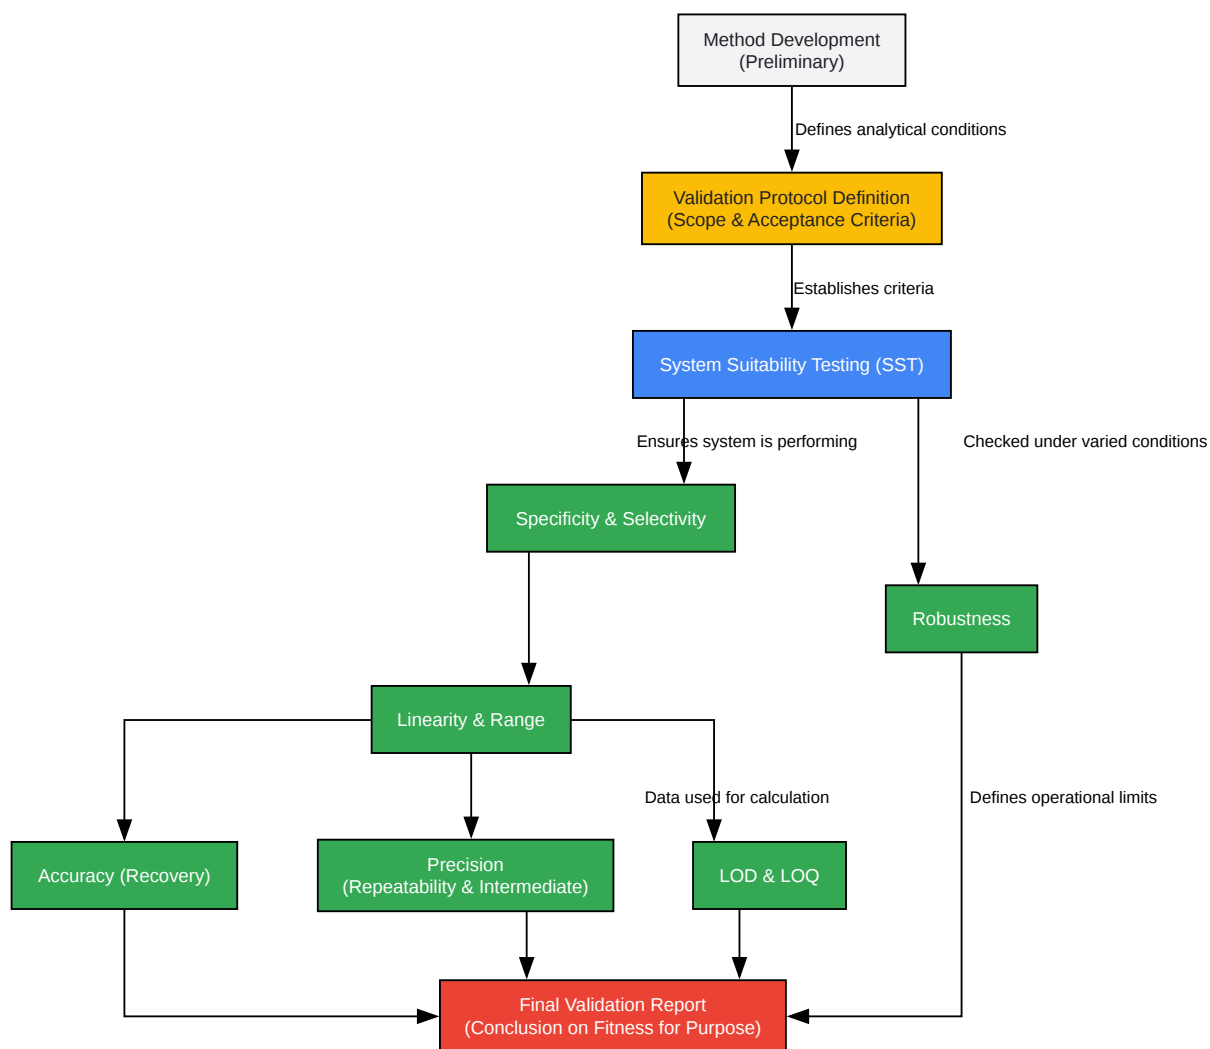 Method Development
(Preliminary)
Defines analytical conditions
Validation Protocol Definition
(Scope & Acceptance Criteria)
Establishes criteria
System Suitability Testing (SST)
Ensures system is performing
Checked under varied conditions
Specificity & Selectivity
Robustness
Linearity & Range
Data used for calculation
Defines operational limits
Accuracy (Recovery)
Precision
(Repeatability & Intermediate)
LOD & LOQ
Final Validation Report
(Conclusion on Fitness for Purpose)